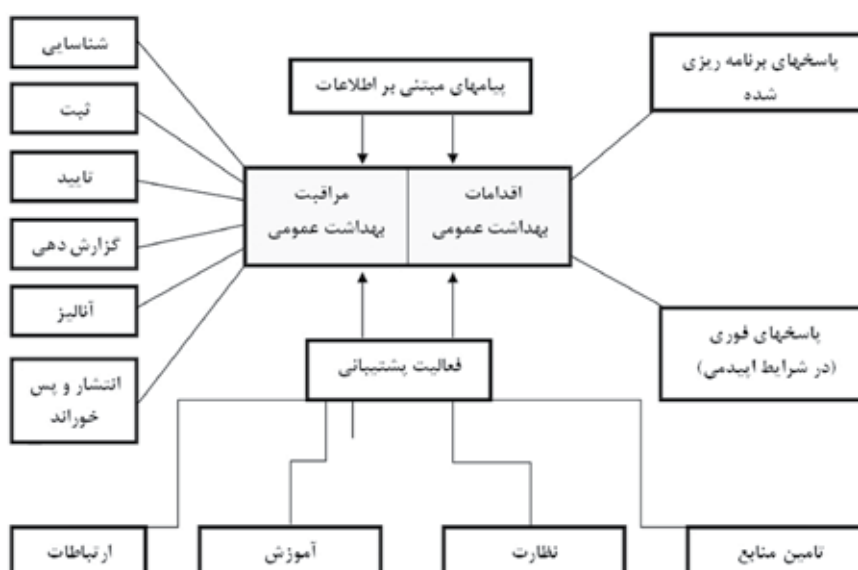 شناسایی
ثبت
تایید
گزارش دهی
آنالیز
انتشار و پس
خوراند
پیامهای مبتنی بر اطلاعات
پاسخهای برنامه ریزی
شده
اقدامات
بهداشت عمومی
مراقبت
بهداشت عمومی
پاسخهای فوری
(در شرایط اپیدمی)
فعالیت پشتیبانی
تامین منابع
نظارت
آموزش
ارتباطات